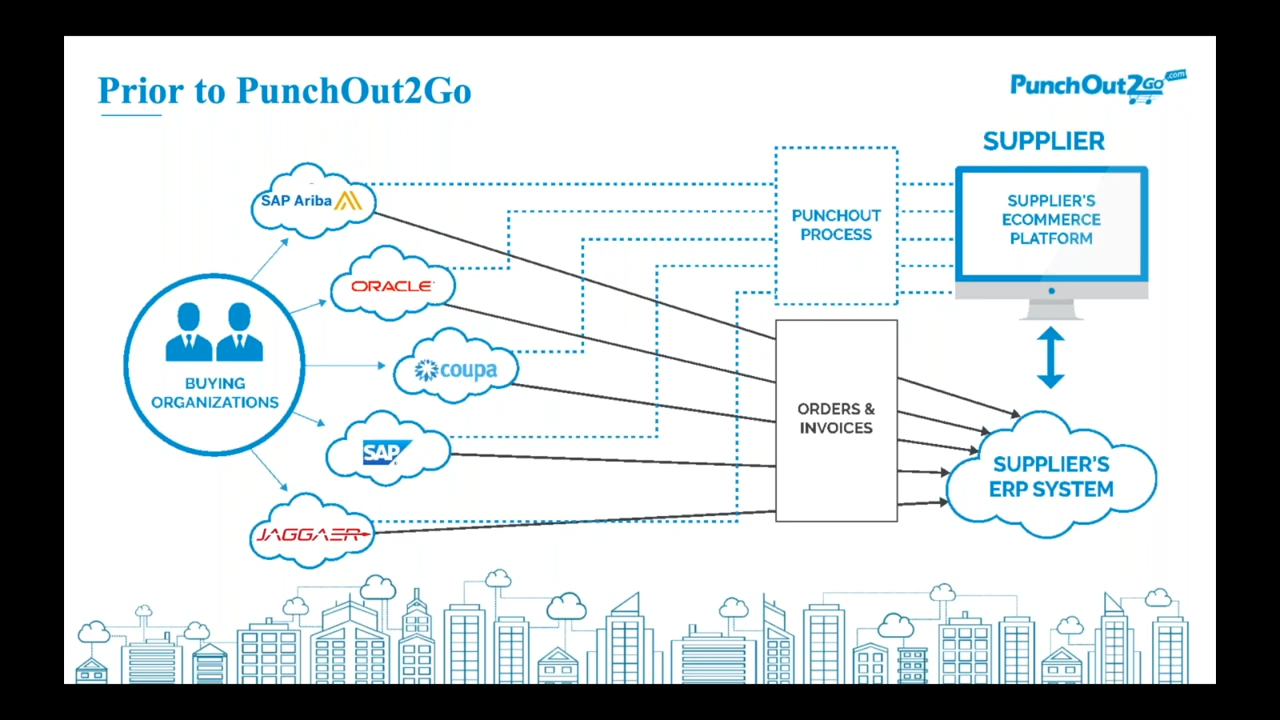 Prior to PunchOut2Go
PunchOut2Go.com
SUPPLIER
SAP Ariba
SUPPLIER'S
ECOMMERCE
PLATFORM
PUNCHOUT
PROCESS
ORACLE
coupa
BUYING
ORGANIZATIONS
ORDERS &
INVOICES
SAP
SUPPLIER'S
ERP SYSTEM
JAGGAER